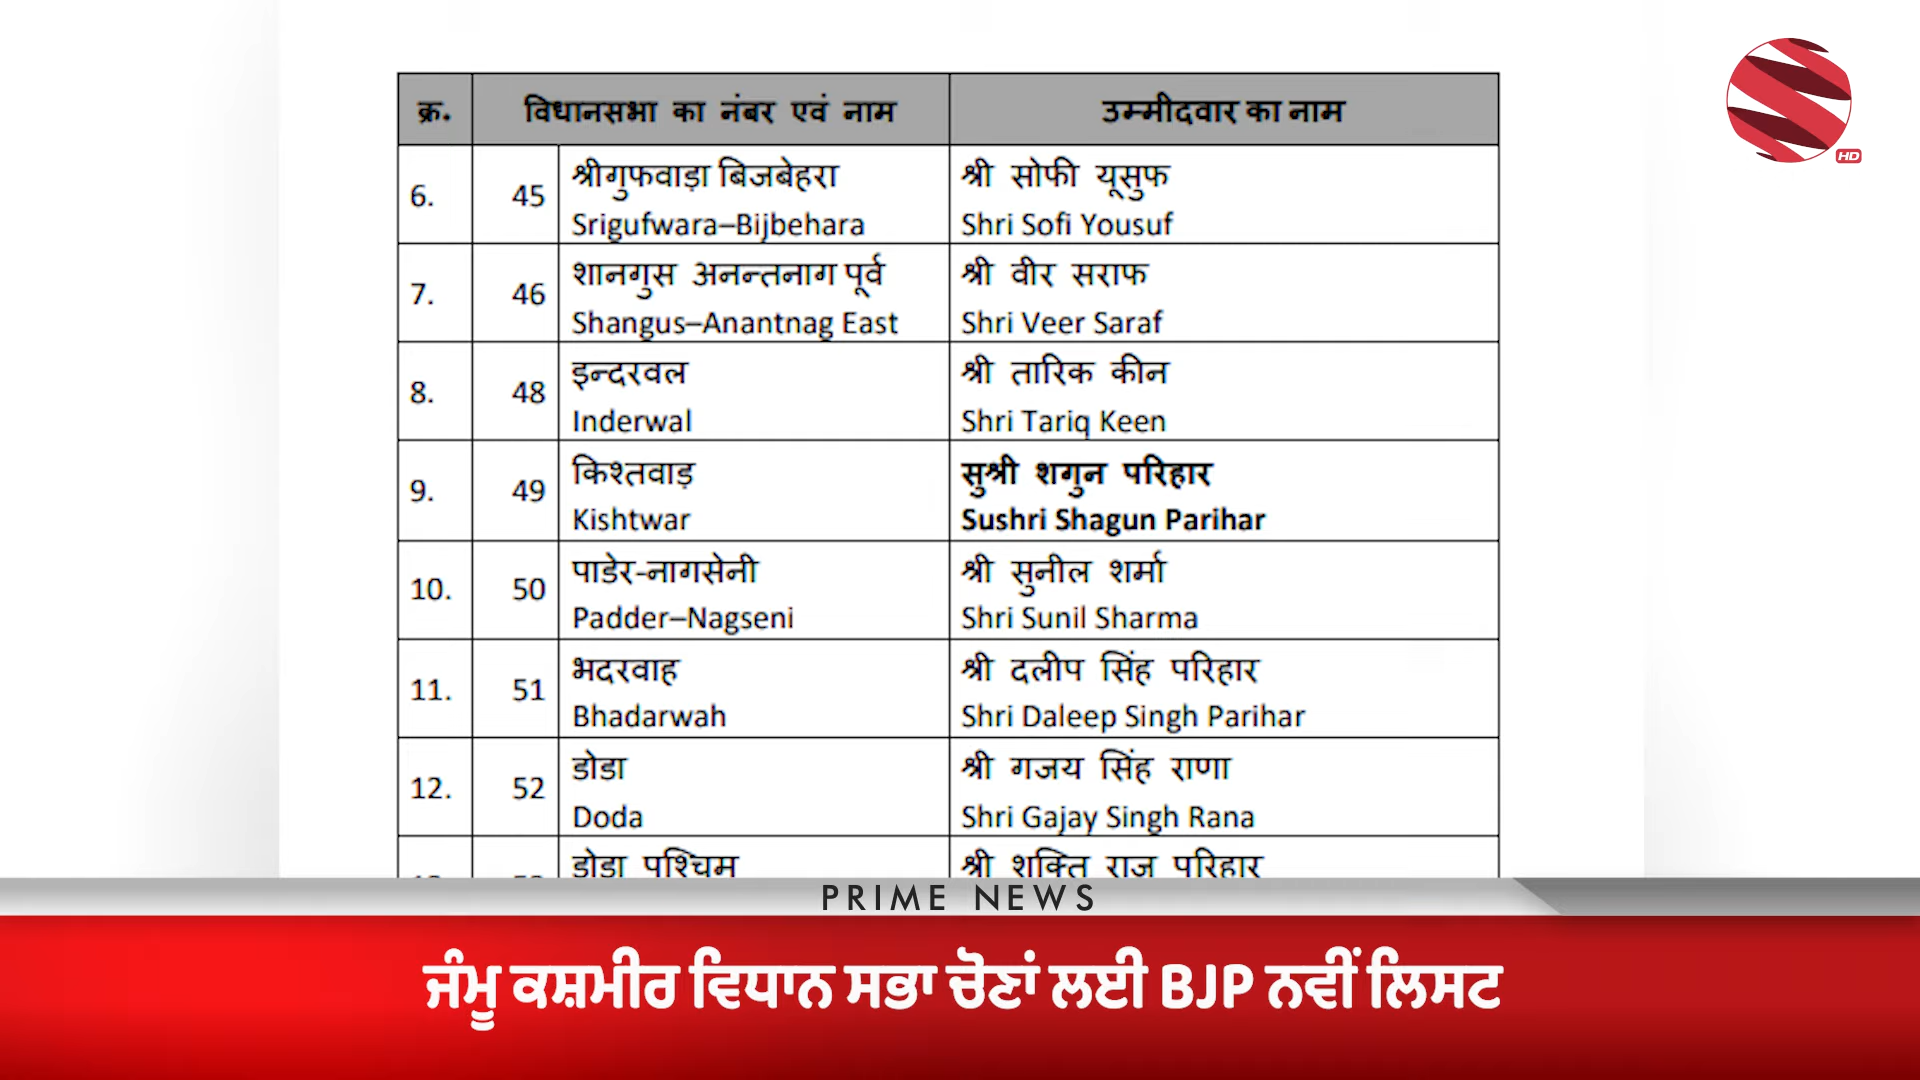 क्र. विधानसभा का नंबर एवं नाम उम्मीदवार का नाम
HD
6. 45 श्रीगुफवाड़ा बिजबेहरा श्री सोफी यूसुफ
Srigufwara–Bijbehara Shri Sofi Yousuf
7. 46 शानगुस अनन्तनाग पूर्व श्री वीर सराफ
Shangus–Anantnag East Shri Veer Saraf
8. 48 इन्दरवल श्री तारिक कीन
Inderwal Shri Tariq Keen
9. 49 किश्तवाड़ सुश्री शगुन परिहार
Kishtwar Sushri Shagun Parihar
10. 50 पाडेर-नागसेनी श्री सुनील शर्मा
Padder–Nagseni Shri Sunil Sharma
11. 51 भदरवाह श्री दलीप सिंह परिहार
Bhadarwah Shri Daleep Singh Parihar
12. 52 डोडा श्री गजय सिंह राणा
Doda Shri Gajay Singh Rana
डोडा पश्चिम श्री शक्ति राज परिहार
PRIME NEWS
ਜੰਮੂ ਕਸ਼ਮੀਰ ਵਿਧਾਨ ਸਭਾ ਚੋਣਾਂ ਲਈ BJP ਨਵੀਂ ਲਿਸਟ